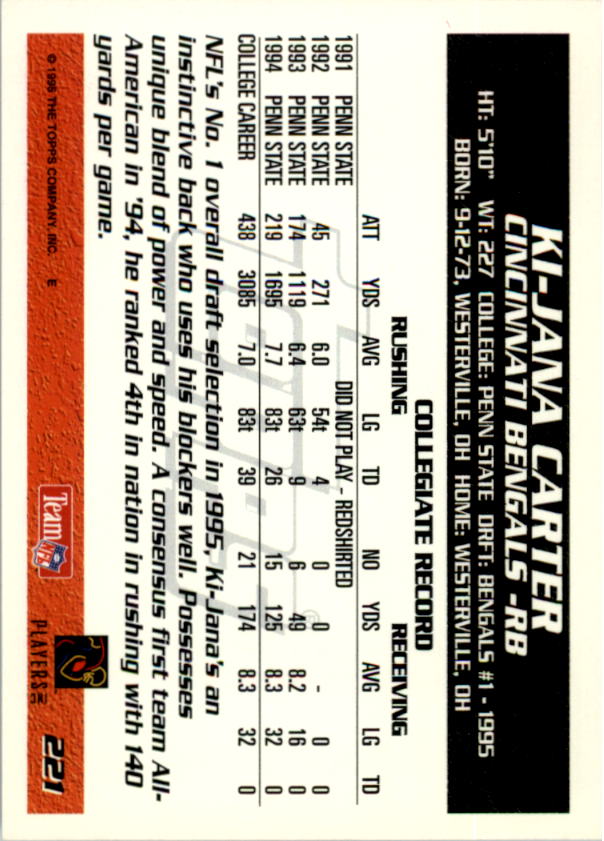 KI-JANA CARTER
CINCINNATI BENGALS -RB
HT: 5'10" WT: 227 COLLEGE: PENN STATE DRFT: BENGALS #1 - 1995
BORN: 9-12-73, WESTERVILLE, OH HOME: WESTERVILLE, OH
COLLEGIATE RECORD
RUSHING RECEIVING
ATT YDS AVG LG TD NO YDS AVG LG TD
1991 PENN STATE DID NOT PLAY - REDSHIRTED
1992 PENN STATE 45 271 6.0 54t 4 0 0 - 0 0
1993 PENN STATE 174 1119 6.4 63t 9 6 49 8.2 16 0
1994 PENN STATE 219 1695 7.7 83t 26 15 125 8.3 32 0
COLLEGE CAREER 438 3085 7.0 83t 39 21 174 8.3 32 0
NFL's No. 1 overall draft selection in 1995, Ki-Jana's an
instinctive back who uses his blockers well. Possesses
unique blend of power and speed. A consensus first team All-
American in '94, he ranked 4th in nation in rushing with 140
yards per game.
© 1995 THE TOPPS COMPANY, INC. E
Team NFL
PLAYERS INC
221